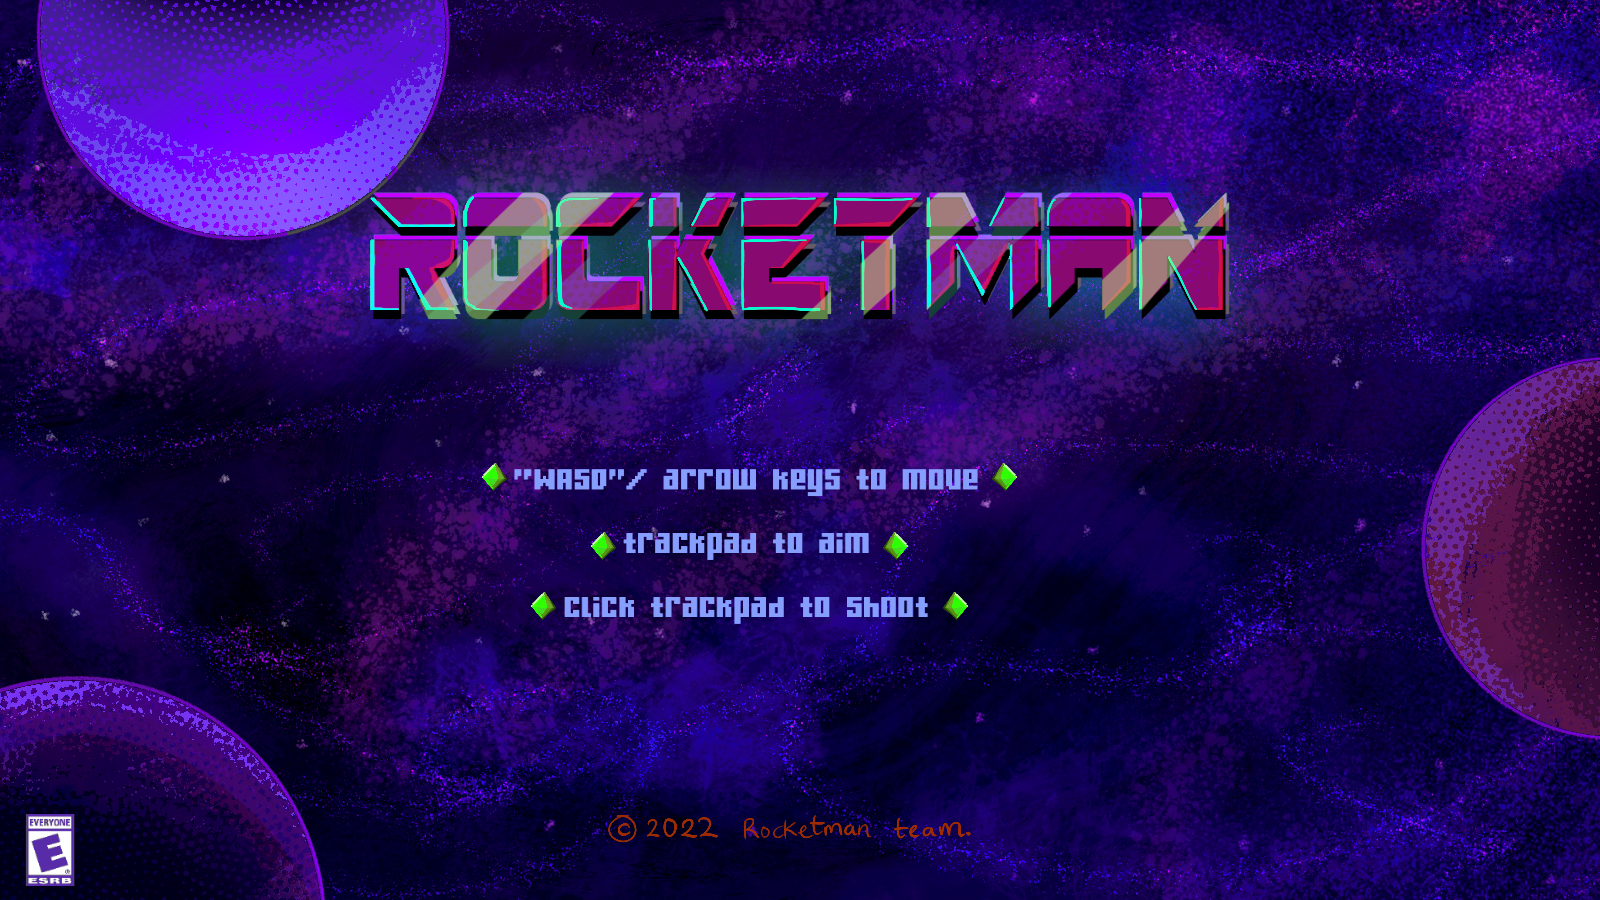 ROCKETMAN
"WASD"/ arrow keys to move
trackpad to aim
click trackpad to shoot
© 2022 Rocketman team.
EVERYONE
E
ESRB